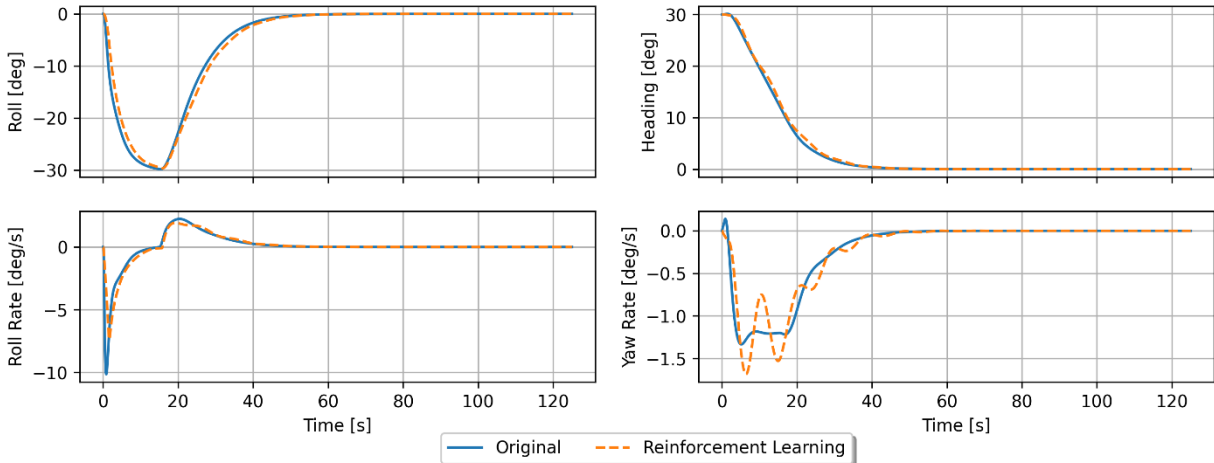 Roll [deg]
0
−10
−20
−30
Heading [deg]
30
20
10
0
Roll Rate [deg/s]
0
−5
−10
0 20 40 60 80 100 120
Time [s]
Yaw Rate [deg/s]
0.0
−0.5
−1.0
−1.5
0 20 40 60 80 100 120
Time [s]
Original Reinforcement Learning